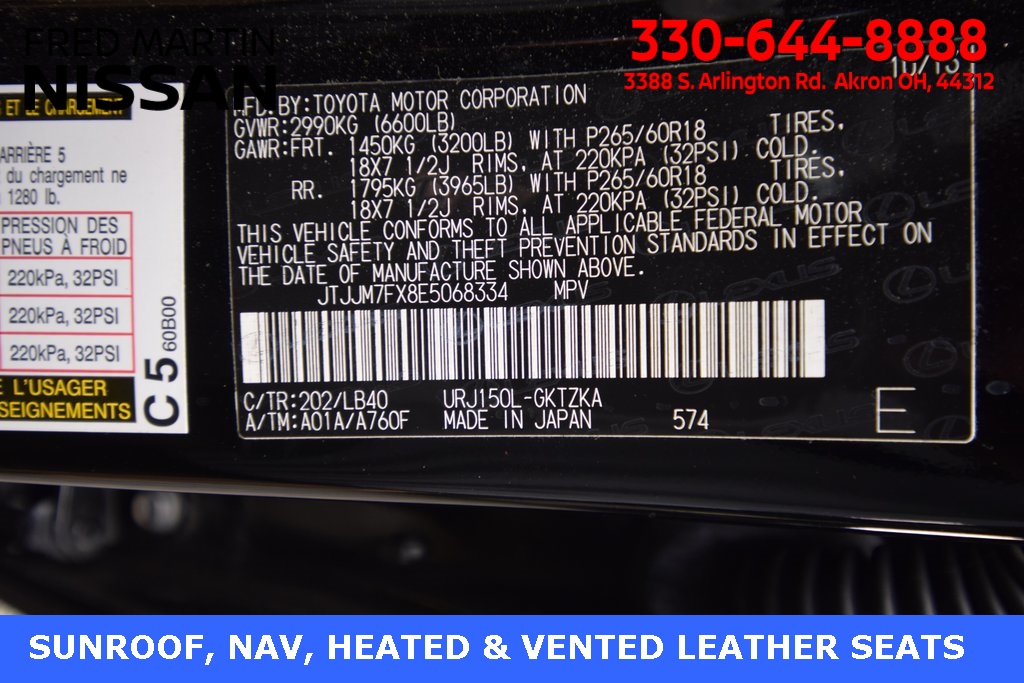 FRED MARTIN
NISSAN
330-644-8888
3388 S. Arlington Rd. Akron OH, 44312
10/13
MFD. BY:TOYOTA MOTOR CORPORATION
GVWR:2990KG (6600LB)
GAWR:FRT. 1450KG (3200LB) WITH P265/60R18 TIRES.
18X7 1/2J RIMS, AT 220KPA (32PSI) COLD.
RR. 1795KG (3965LB) WITH P265/60R18 TIRES.
18X7 1/2J RIMS, AT 220KPA (32PSI) COLD.
THIS VEHICLE CONFORMS TO ALL APPLICABLE FEDERAL MOTOR
VEHICLE SAFETY AND THEFT PREVENTION STANDARDS IN EFFECT ON
THE DATE OF MANUFACTURE SHOWN ABOVE.
JTJJM7FX8E5068334 MPV
C/TR:202/LB40 URJ150L-GKTZKA
A/TM:A01A/A760F MADE IN JAPAN 574
E
LEXUS
ET LE CHARGEMENT
ARRIÈRE 5
du chargement ne
1280 lb.
PRESSION DES
PNEUS À FROID
220kPa, 32PSI
220kPa, 32PSI
220kPa, 32PSI
L'USAGER
SEIGNEMENTS
C5
60B00
SUNROOF, NAV, HEATED & VENTED LEATHER SEATS